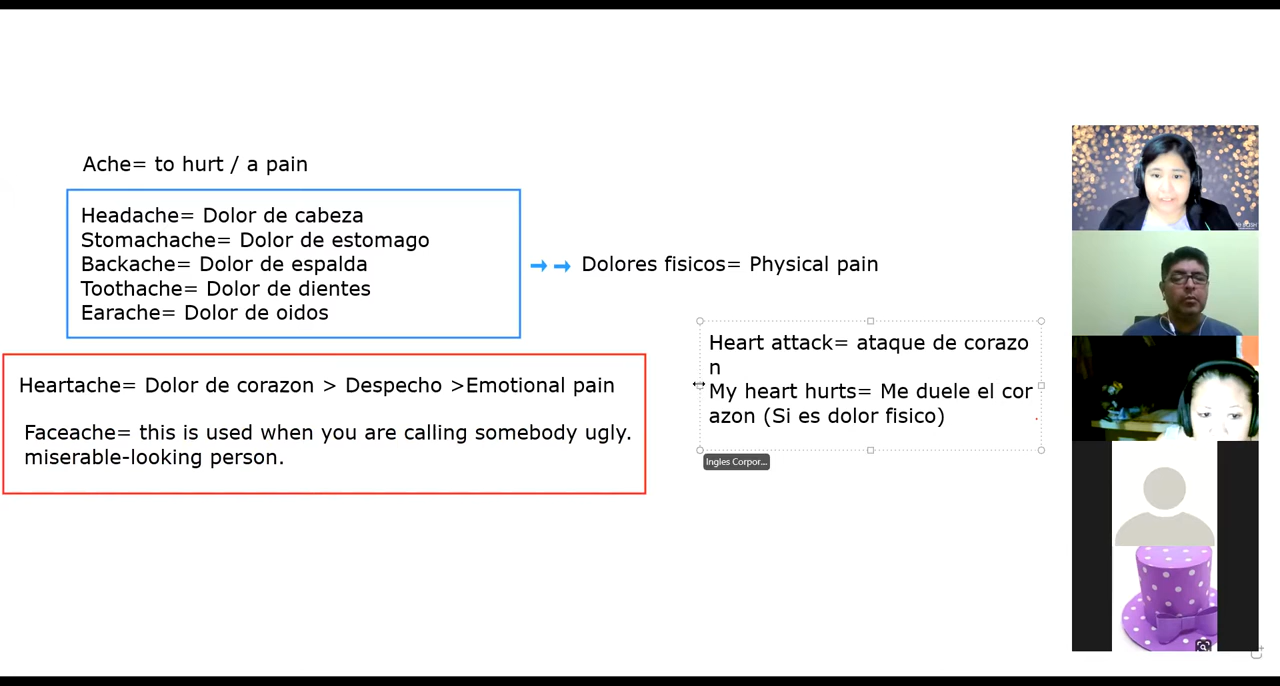 Ache= to hurt / a pain
Headache= Dolor de cabeza
Stomachache= Dolor de estomago
Backache= Dolor de espalda
Toothache= Dolor de dientes
Earache= Dolor de oidos
Dolores fisicos= Physical pain
Heartache= Dolor de corazon > Despecho >Emotional pain
Faceache= this is used when you are calling somebody ugly.
miserable-looking person.
Heart attack= ataque de corazo
n
My heart hurts= Me duele el cor
azon (Si es dolor fisico)
Ingles Corpor...